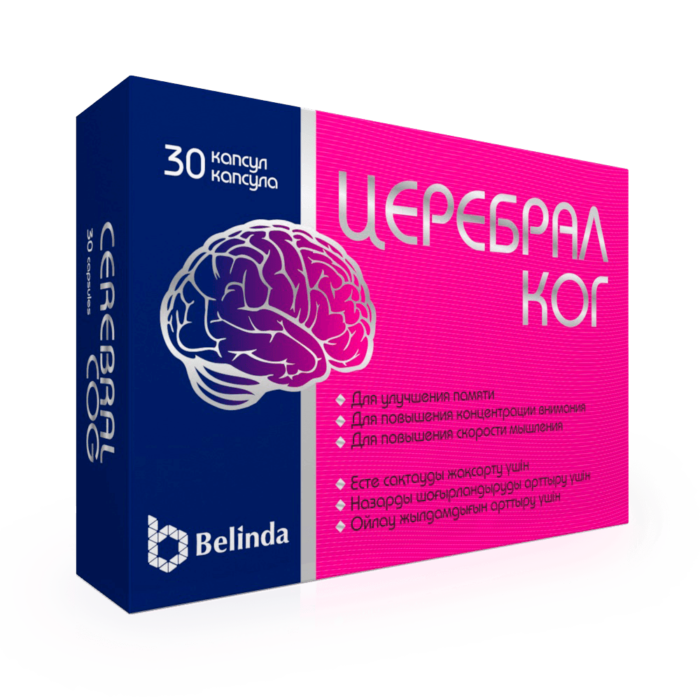 CEREBRAL
COG
30 capsules
30 капсул
капсула
ЦЕРЕБРАЛ
КОГ
Для улучшения памяти
Для повышения концентрации внимания
Для повышения скорости мышления
Есте сақтауды жақсарту үшін
Назарды шоғырландыруды арттыру үшін
Ойлау жылдамдығын арттыру үшін
Belinda